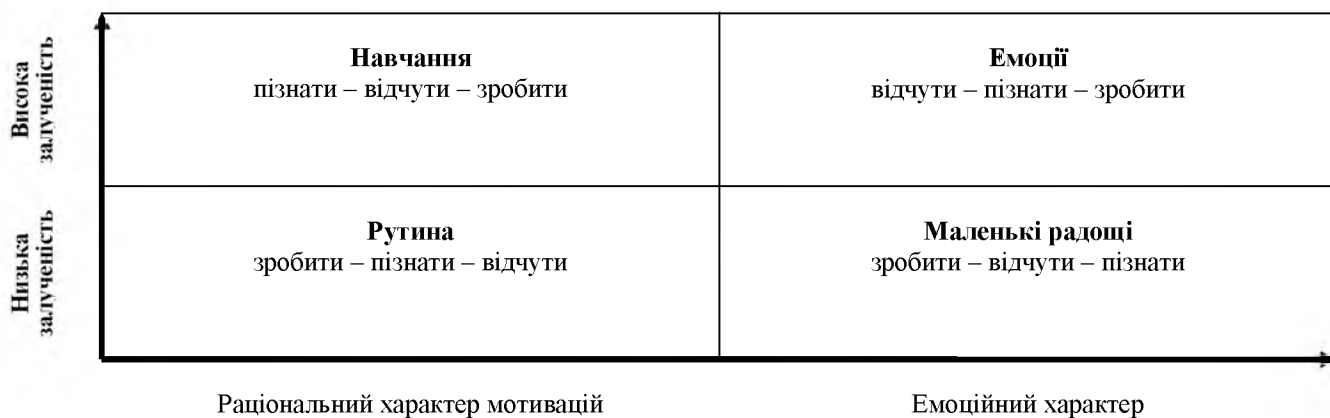 Висока
залученість
Навчання
пізнати – відчути – зробити
Емоції
відчути – пізнати – зробити
Низька
залученість
Рутина
зробити – пізнати – відчути
Маленькі радощі
зробити – відчути – пізнати
Раціональний характер мотивацій
Емоційний характер